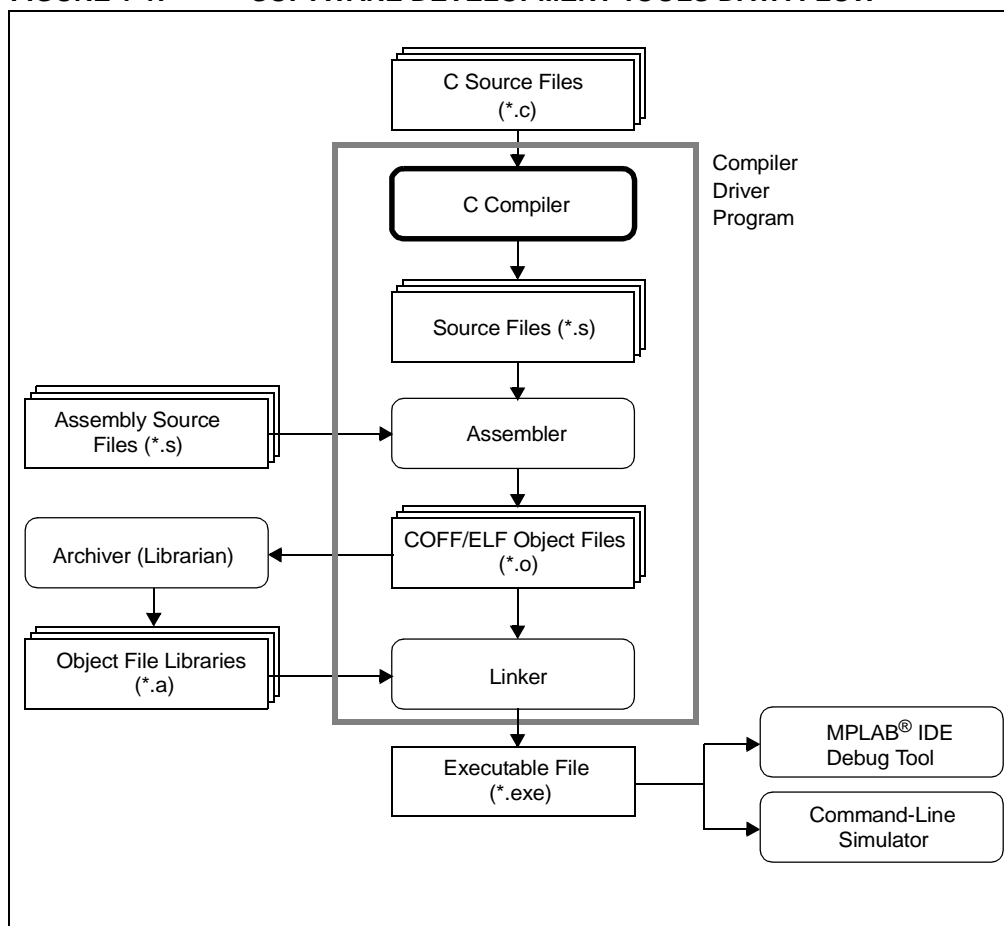 C Source Files
(*.c)
Compiler
Driver
Program
C Compiler
Source Files (*.s)
Assembly Source
Files (*.s)
Assembler
Archiver (Librarian)
COFF/ELF Object Files
(*.o)
Object File Libraries
(*.a)
Linker
MPLAB® IDE
Debug Tool
Executable File
(*.exe)
Command-Line
Simulator